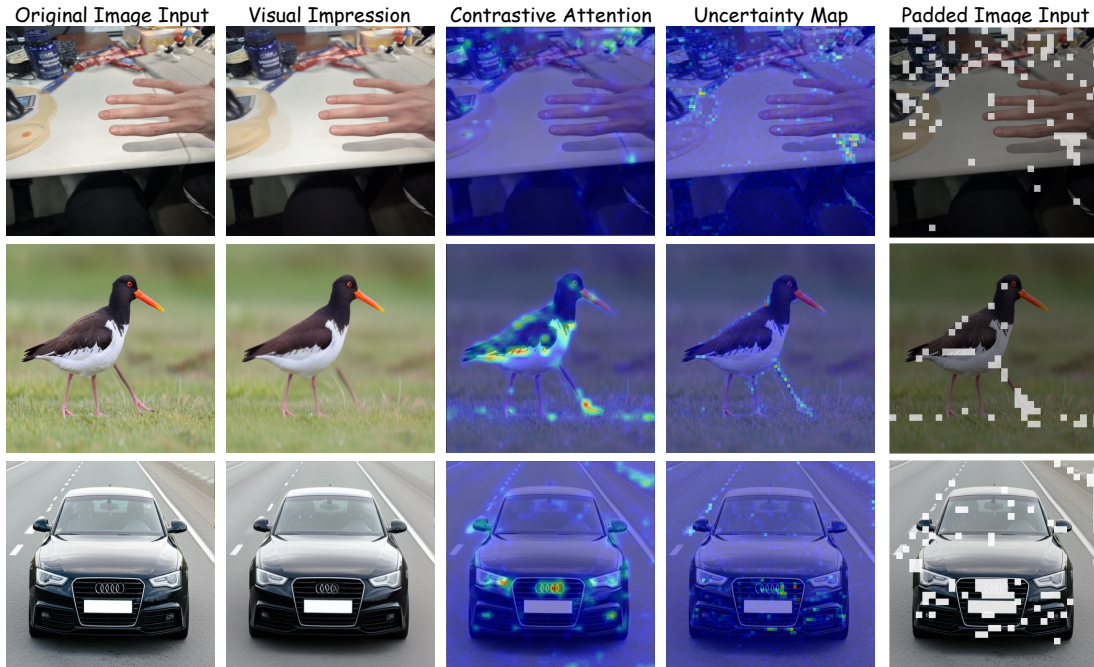 Original Image Input
Visual Impression
Contrastive Attention
Uncertainty Map
Padded Image Input